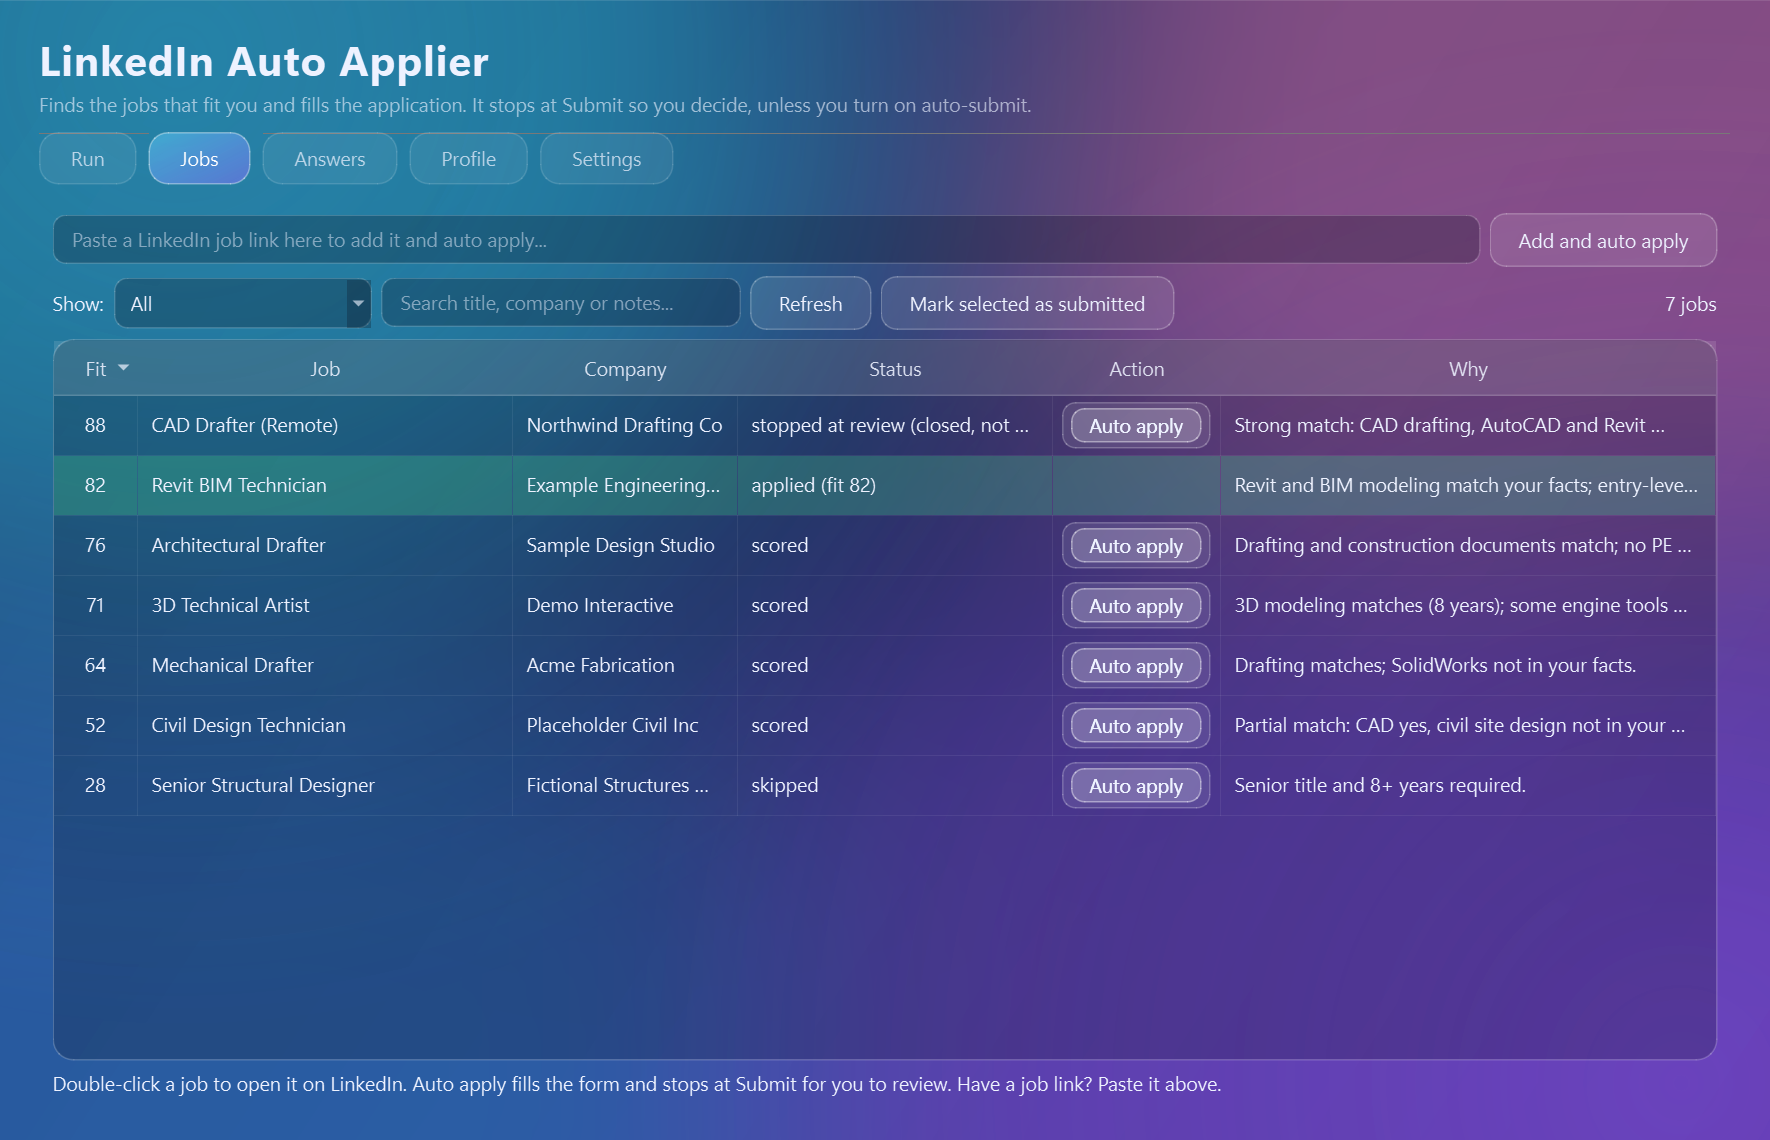 LinkedIn Auto Applier
Finds the jobs that fit you and fills the application. It stops at Submit so you decide, unless you turn on auto-submit.
Run Jobs Answers Profile Settings
Paste a LinkedIn job link here to add it and auto apply... Add and auto apply
Show: All Search title, company or notes... Refresh Mark selected as submitted 7 jobs
Fit Job Company Status Action Why
88 CAD Drafter (Remote) Northwind Drafting Co stopped at review (closed, not ... Auto apply Strong match: CAD drafting, AutoCAD and Revit ...
82 Revit BIM Technician Example Engineering... applied (fit 82) Revit and BIM modeling match your facts; entry-leve...
76 Architectural Drafter Sample Design Studio scored Auto apply Drafting and construction documents match; no PE ...
71 3D Technical Artist Demo Interactive scored Auto apply 3D modeling matches (8 years); some engine tools ...
64 Mechanical Drafter Acme Fabrication scored Auto apply Drafting matches; SolidWorks not in your facts.
52 Civil Design Technician Placeholder Civil Inc scored Auto apply Partial match: CAD yes, civil site design not in your ...
28 Senior Structural Designer Fictional Structures ... skipped Auto apply Senior title and 8+ years required.
Double-click a job to open it on LinkedIn. Auto apply fills the form and stops at Submit for you to review. Have a job link? Paste it above.